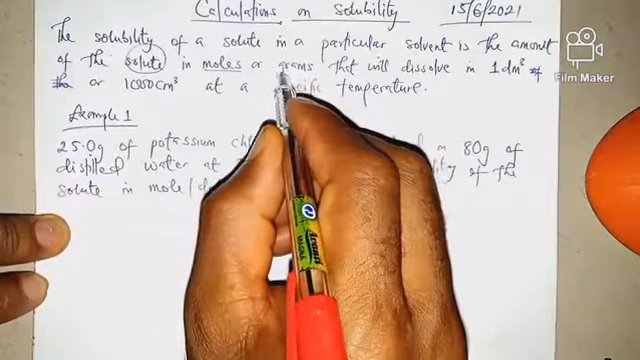 Calculations on Solubility 15/6/2021
The solubility of a solute in a particular solvent is the amount
of the solute in moles or grams that will dissolve in 1dm³ of
or 1000cm³ at a temperature.
Example 1
25.0g of potassium 80g of
distilled water at of the
solute in mole/
Film Maker